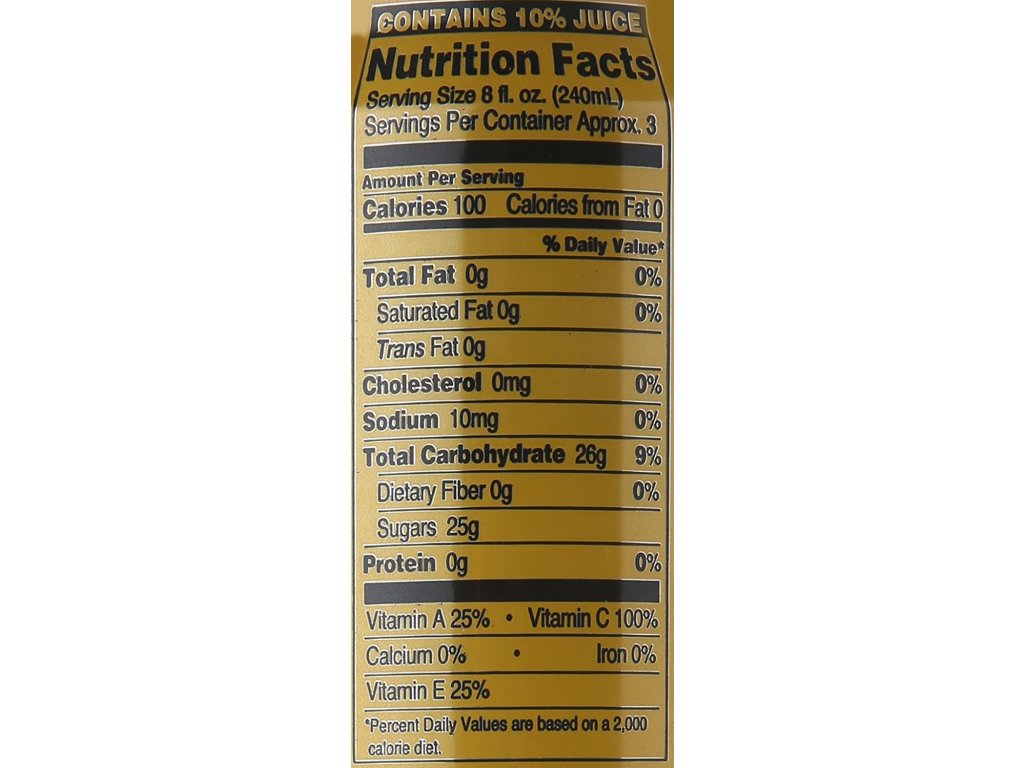 CONTAINS 10% JUICE
Nutrition Facts
Serving Size 8 fl. oz. (240mL)
Servings Per Container Approx. 3
Amount Per Serving
Calories 100 Calories from Fat 0
% Daily Value*
Total Fat 0g 0%
Saturated Fat 0g 0%
Trans Fat 0g
Cholesterol 0mg 0%
Sodium 10mg 0%
Total Carbohydrate 26g 9%
Dietary Fiber 0g 0%
Sugars 25g
Protein 0g 0%
Vitamin A 25% • Vitamin C 100%
Calcium 0% • Iron 0%
Vitamin E 25%
*Percent Daily Values are based on a 2,000
calorie diet.